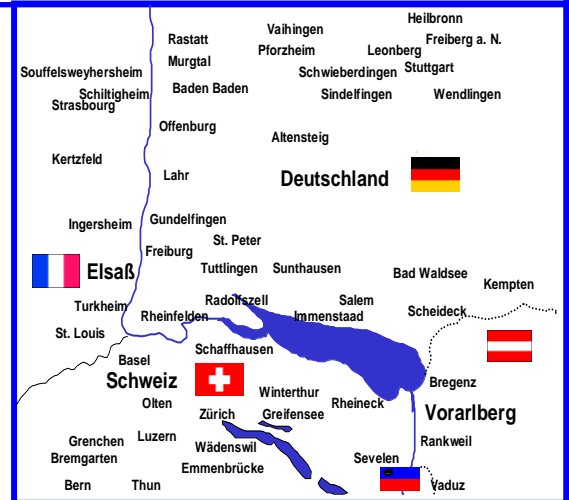 Heilbronn
Vaihingen
Rastatt
Freiberg a. N.
Pforzheim
Leonberg
Murgtal
Stuttgart
Souffelsweyhersheim
Schwieberdingen
Baden Baden
Schiltigheim
Sindelfingen
Wendlingen
Strasbourg
Offenburg
Altensteig
Kertzfeld
Lahr
Deutschland
Ingersheim
Gundelfingen
St. Peter
Freiburg
Elsaß
Tuttlingen
Sunthausen
Bad Waldsee
Kempten
Turkheim
Radolfszell
Salem
Rheinfelden
Immenstaad
Scheideck
St. Louis
Schaffhausen
Basel
Schweiz
Bregenz
Winterthur
Olten
Rheineck
Zürich
Greifensee
Vorarlberg
Grenchen
Luzern
Rankweil
Wädenswil
Bremgarten
Sevelen
Emmenbrücke
Bern
Thun
Vaduz